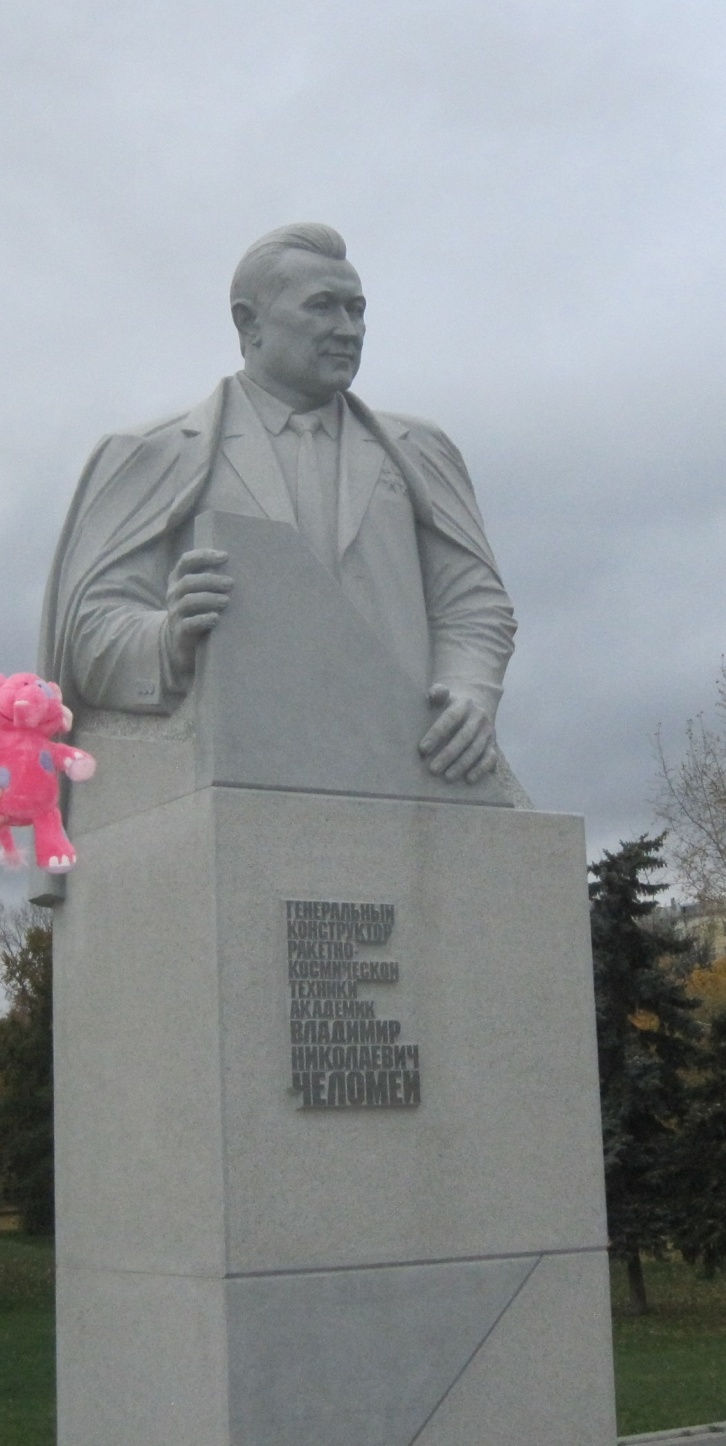 ГЕНЕРАЛЬНЫЙ
КОНСТРУКТОР
РАКЕТНО-
КОСМИЧЕСКОЙ
ТЕХНИКИ
АКАДЕМИК
ВЛАДИМИР
НИКОЛАЕВИЧ
ЧЕЛОМЕЙ